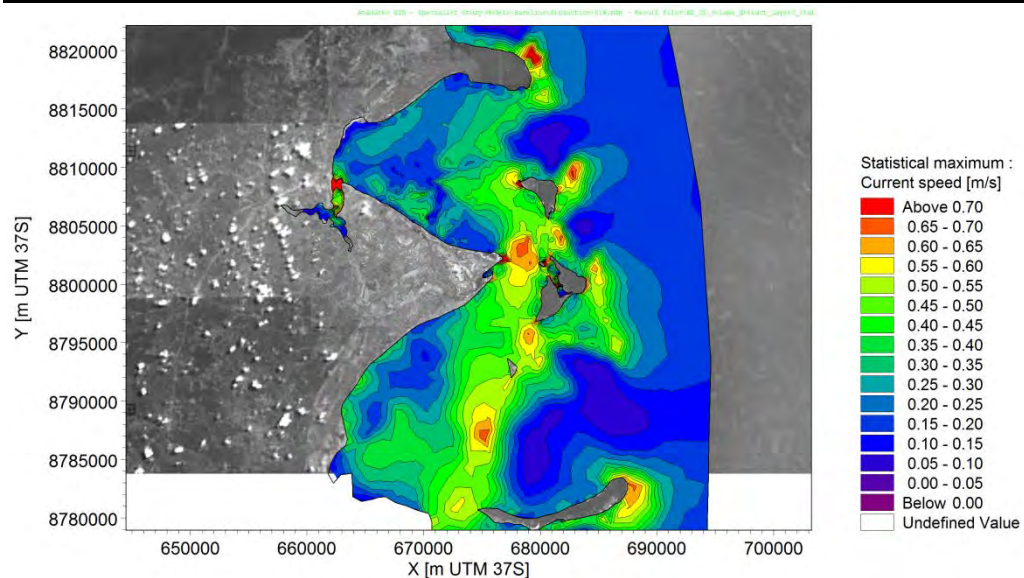 8820000
8815000
8810000
8805000
8800000
8795000
8790000
8785000
8780000
Y [m UTM 37S]
650000 660000 670000 680000 690000 700000
X [m UTM 37S]
Statistical maximum :
Current speed [m/s]
Above 0.70
0.65 - 0.70
0.60 - 0.65
0.55 - 0.60
0.50 - 0.55
0.45 - 0.50
0.40 - 0.45
0.35 - 0.40
0.30 - 0.35
0.25 - 0.30
0.20 - 0.25
0.15 - 0.20
0.10 - 0.15
0.05 - 0.10
0.00 - 0.05
Below 0.00
Undefined Value